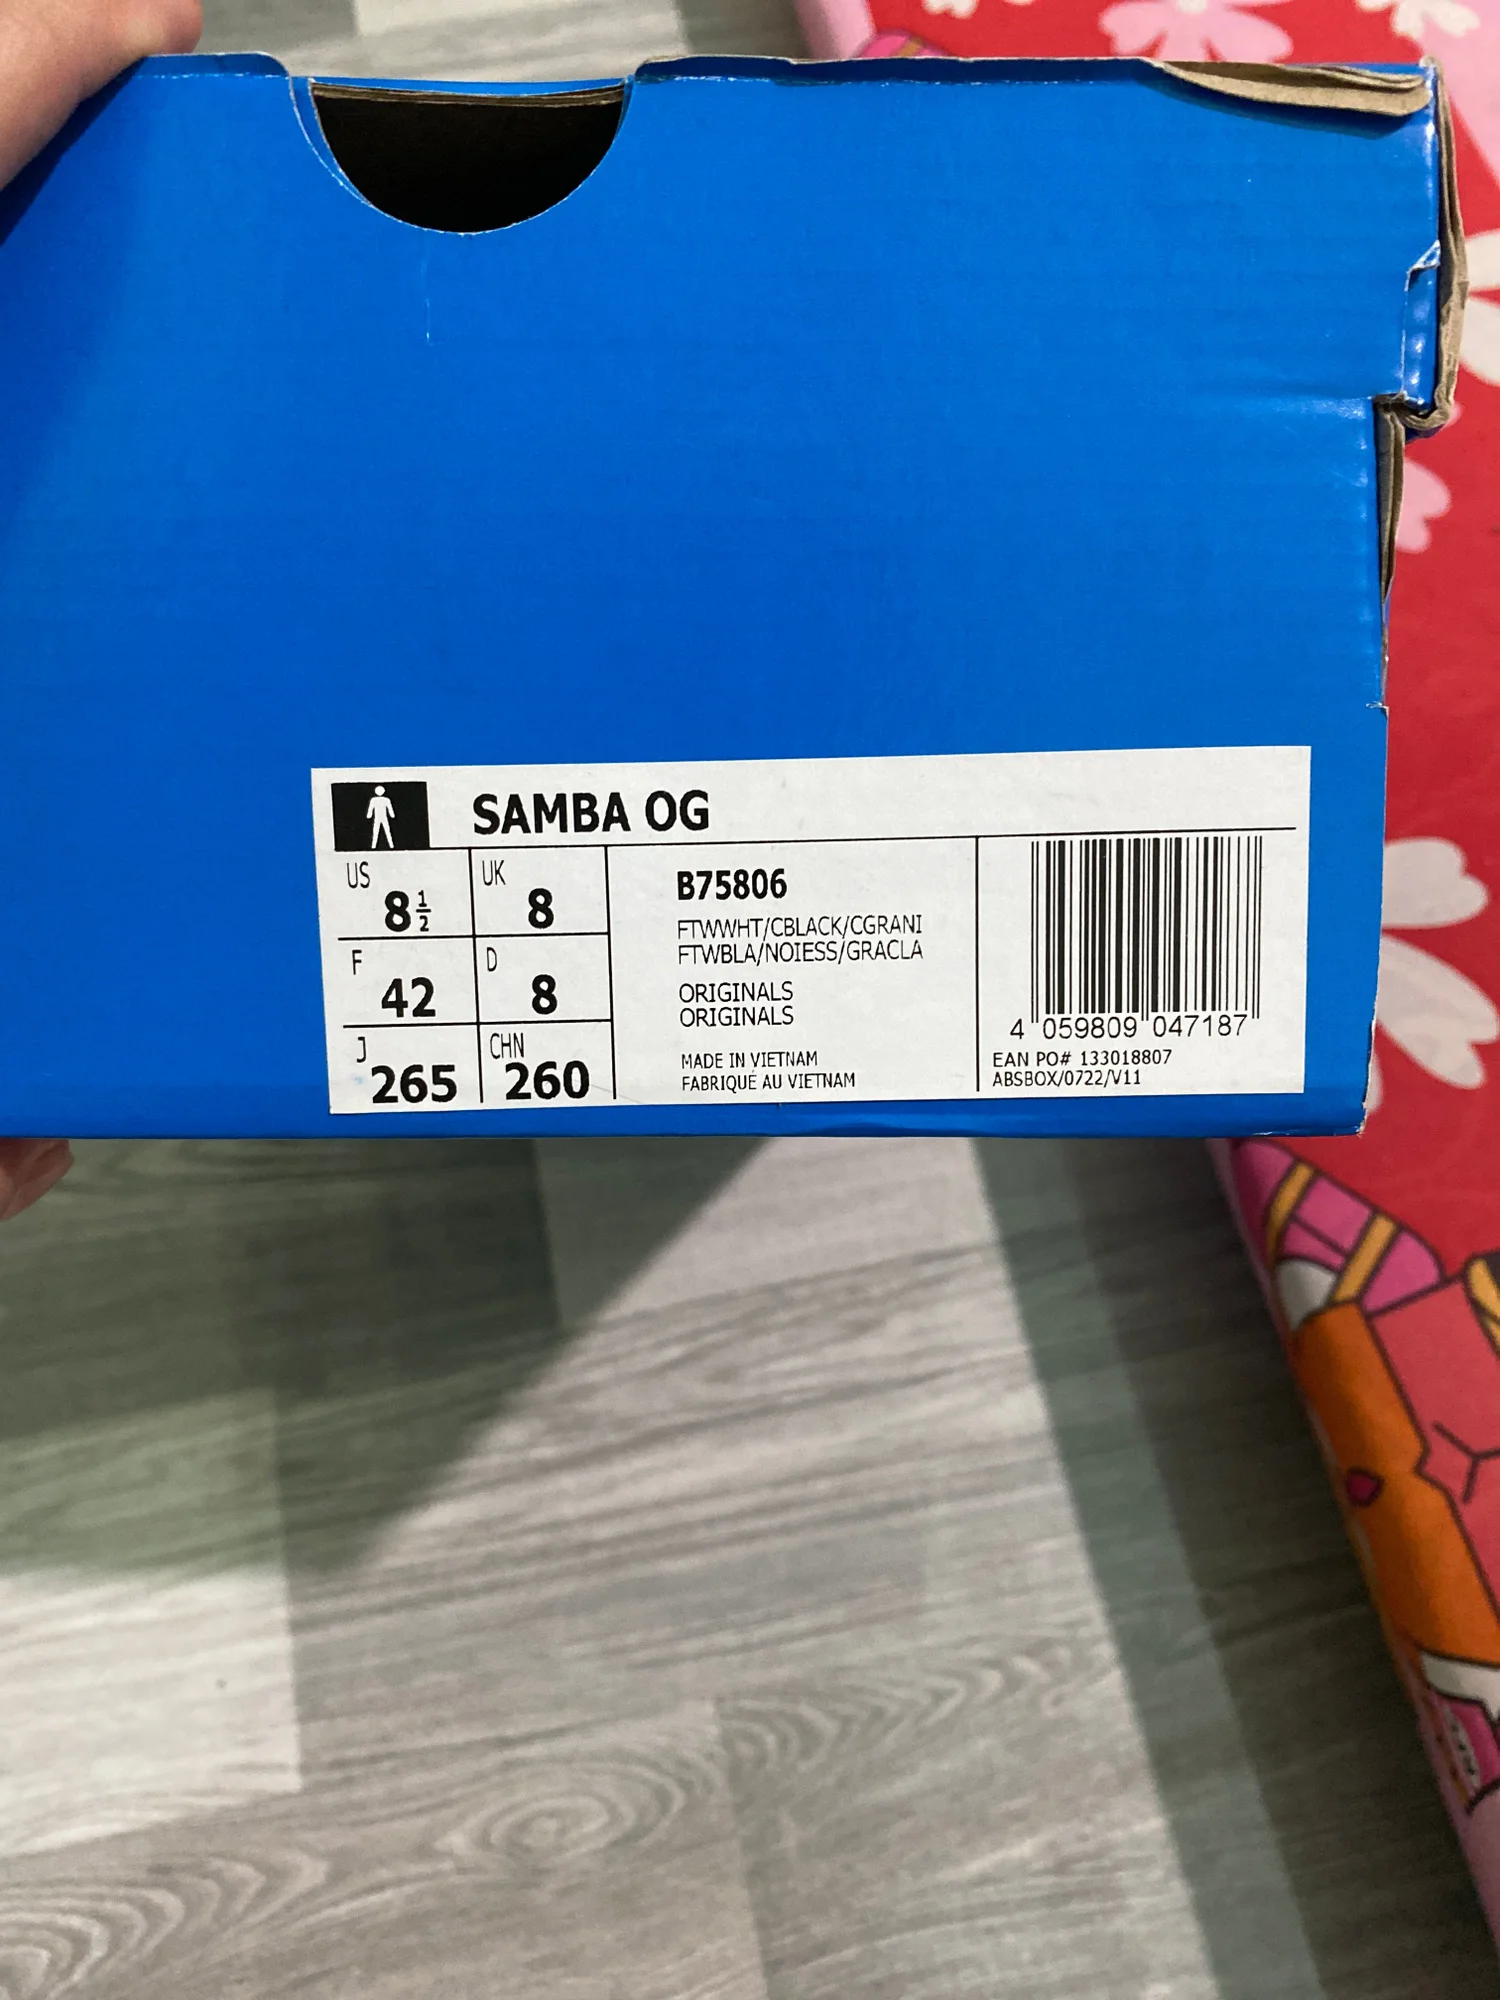 SAMBA OG
US
8½
UK
8
F
42
D
8
J
265
CHN
260
B75806
FTWWHT/CBLACK/CGRANI
FTWBLA/NOIESS/GRACLA
ORIGINALS
ORIGINALS
MADE IN VIETNAM
FABRIQUÉ AU VIETNAM
4 059809 047187
EAN PO# 133018807
ABSBOX/0722/V11